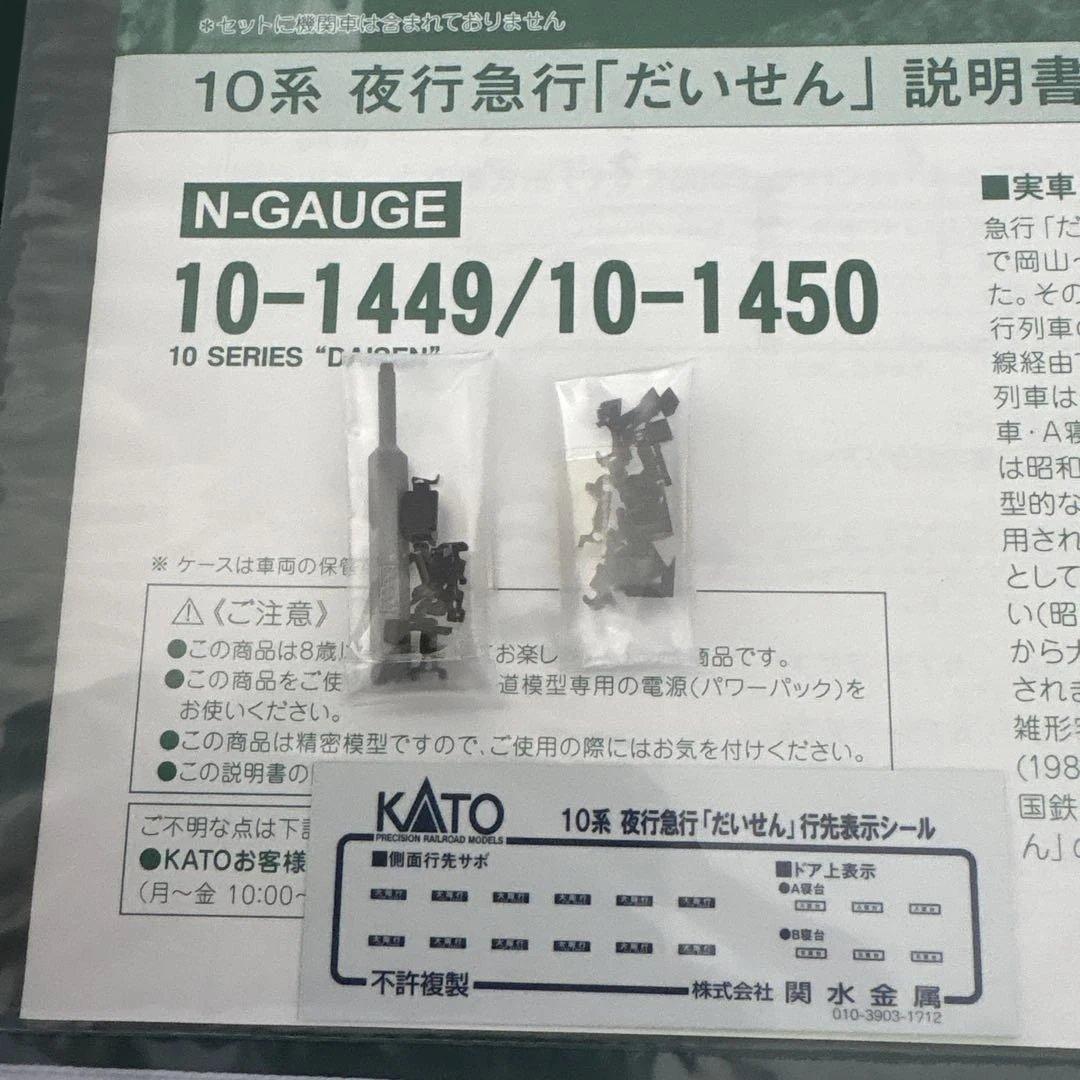 *セットに機関車は含まれておりません
10系 夜行急行「だいせん」 説明書
N-GAUGE
10-1449/10-1450
10 SERIES "DAISEN"
※ ケースは車両の保管
⚠《ご注意》
●この商品は8歳
てお楽し
商品です。
●この商品をご使
道模型専用の電源(パワーパック)を
お使いください。
●この商品は精密模型ですので、ご使用の際にはお気を付けください。
●この説明書の
ご不明な点は下記
●KATOお客様
(月〜金 10:00〜
■実車
急行「だ
で岡山〜
た。その
行列車の
線経由
列車は
車・A寝
は昭和
型的な
用され
として
い(昭
から
されま
雑形客
(198
国鉄
ん」の
KATO
PRECISION RAILROAD MODELS
10系 夜行急行「だいせん」行先表示シール
■側面行先サボ
■ドア上表示
●A寝台
●B寝台
不許複製
株式会社 関水金属
010-3903-1712